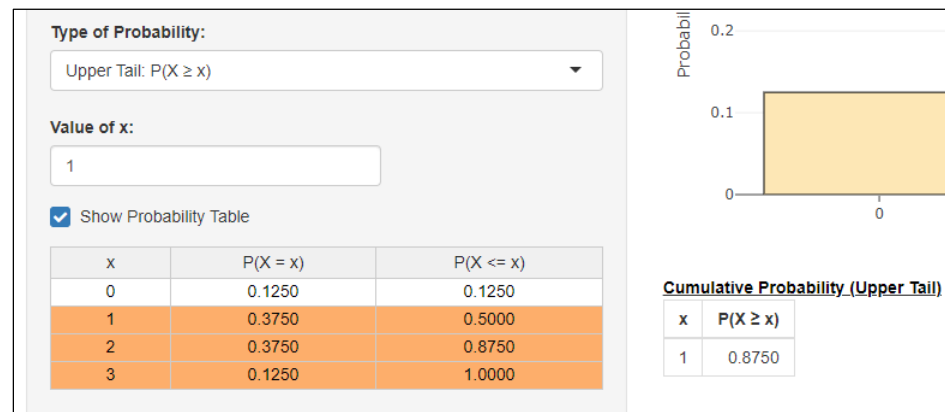 Type of Probability:
Upper Tail: P(X ≥ x)
Value of x:
1
Show Probability Table
x P(X = x) P(X <= x)
0 0.1250 0.1250
1 0.3750 0.5000
2 0.3750 0.8750
3 0.1250 1.0000
Probabil
0.2
0.1
0
0
Cumulative Probability (Upper Tail)
x P(X ≥ x)
1 0.8750